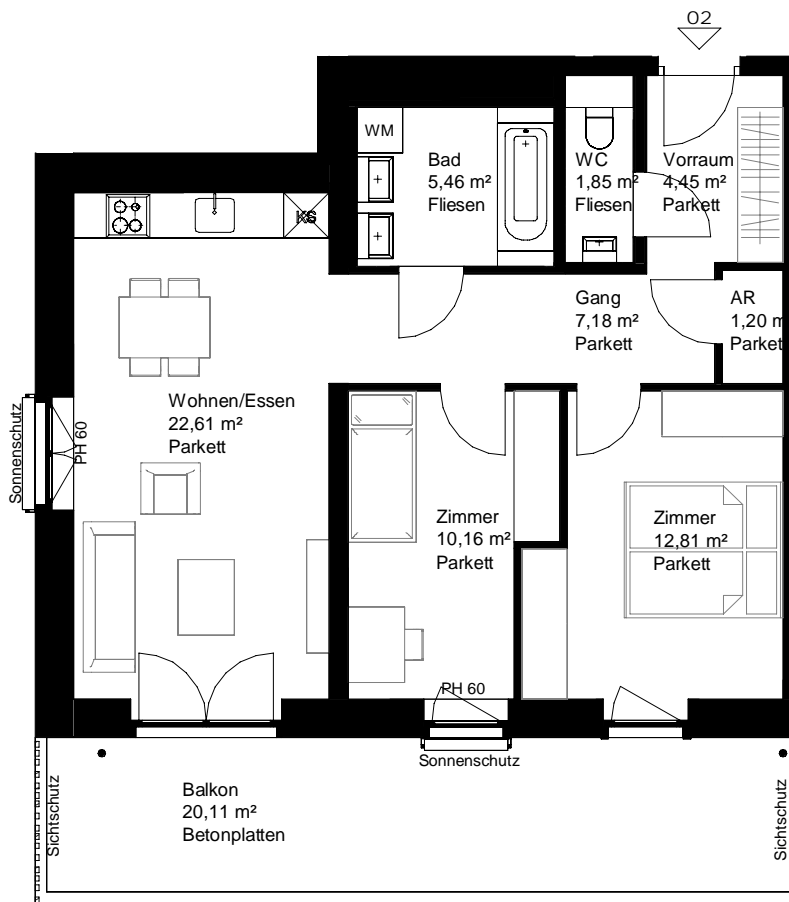 02
WM
Bad
5,46 m²
Fliesen
WC
1,85 m²
Fliesen
Vorraum
4,45 m²
Parkett
KS
Gang
7,18 m²
Parkett
AR
1,20 m
Parket
Wohnen/Essen
22,61 m²
Parkett
Sonnenschutz
PH 60
Zimmer
10,16 m²
Parkett
Zimmer
12,81 m²
Parkett
PH 60
Sonnenschutz
Sichtschutz
Balkon
20,11 m²
Betonplatten
Sichtschutz